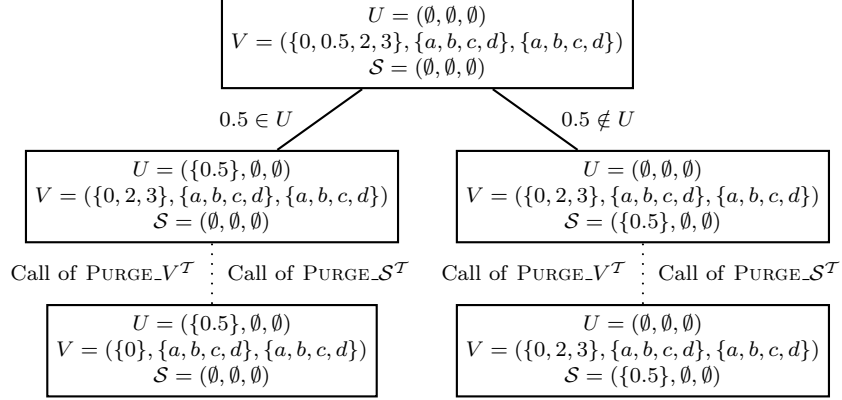 U = (∅, ∅, ∅)
V = ({0, 0.5, 2, 3}, {a, b, c, d}, {a, b, c, d})
𝒮 = (∅, ∅, ∅)
0.5 ∈ U
0.5 ∉ U
U = ({0.5}, ∅, ∅)
V = ({0, 2, 3}, {a, b, c, d}, {a, b, c, d})
𝒮 = (∅, ∅, ∅)
U = (∅, ∅, ∅)
V = ({0, 2, 3}, {a, b, c, d}, {a, b, c, d})
𝒮 = ({0.5}, ∅, ∅)
Call of PURGE_V^𝒯
Call of PURGE_𝒮^𝒯
Call of PURGE_V^𝒯
Call of PURGE_𝒮^𝒯
U = ({0.5}, ∅, ∅)
V = ({0}, {a, b, c, d}, {a, b, c, d})
𝒮 = (∅, ∅, ∅)
U = (∅, ∅, ∅)
V = ({0, 2, 3}, {a, b, c, d}, {a, b, c, d})
𝒮 = ({0.5}, ∅, ∅)